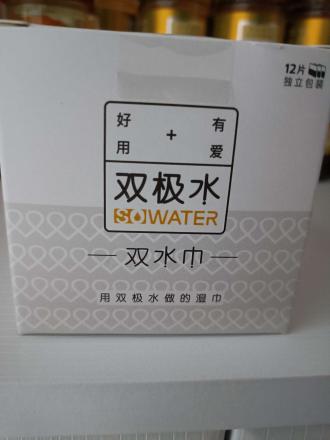 12片
独立包装
好 有
+
用 爱
双极水
SOWATER
双水巾
用双极水做的湿巾